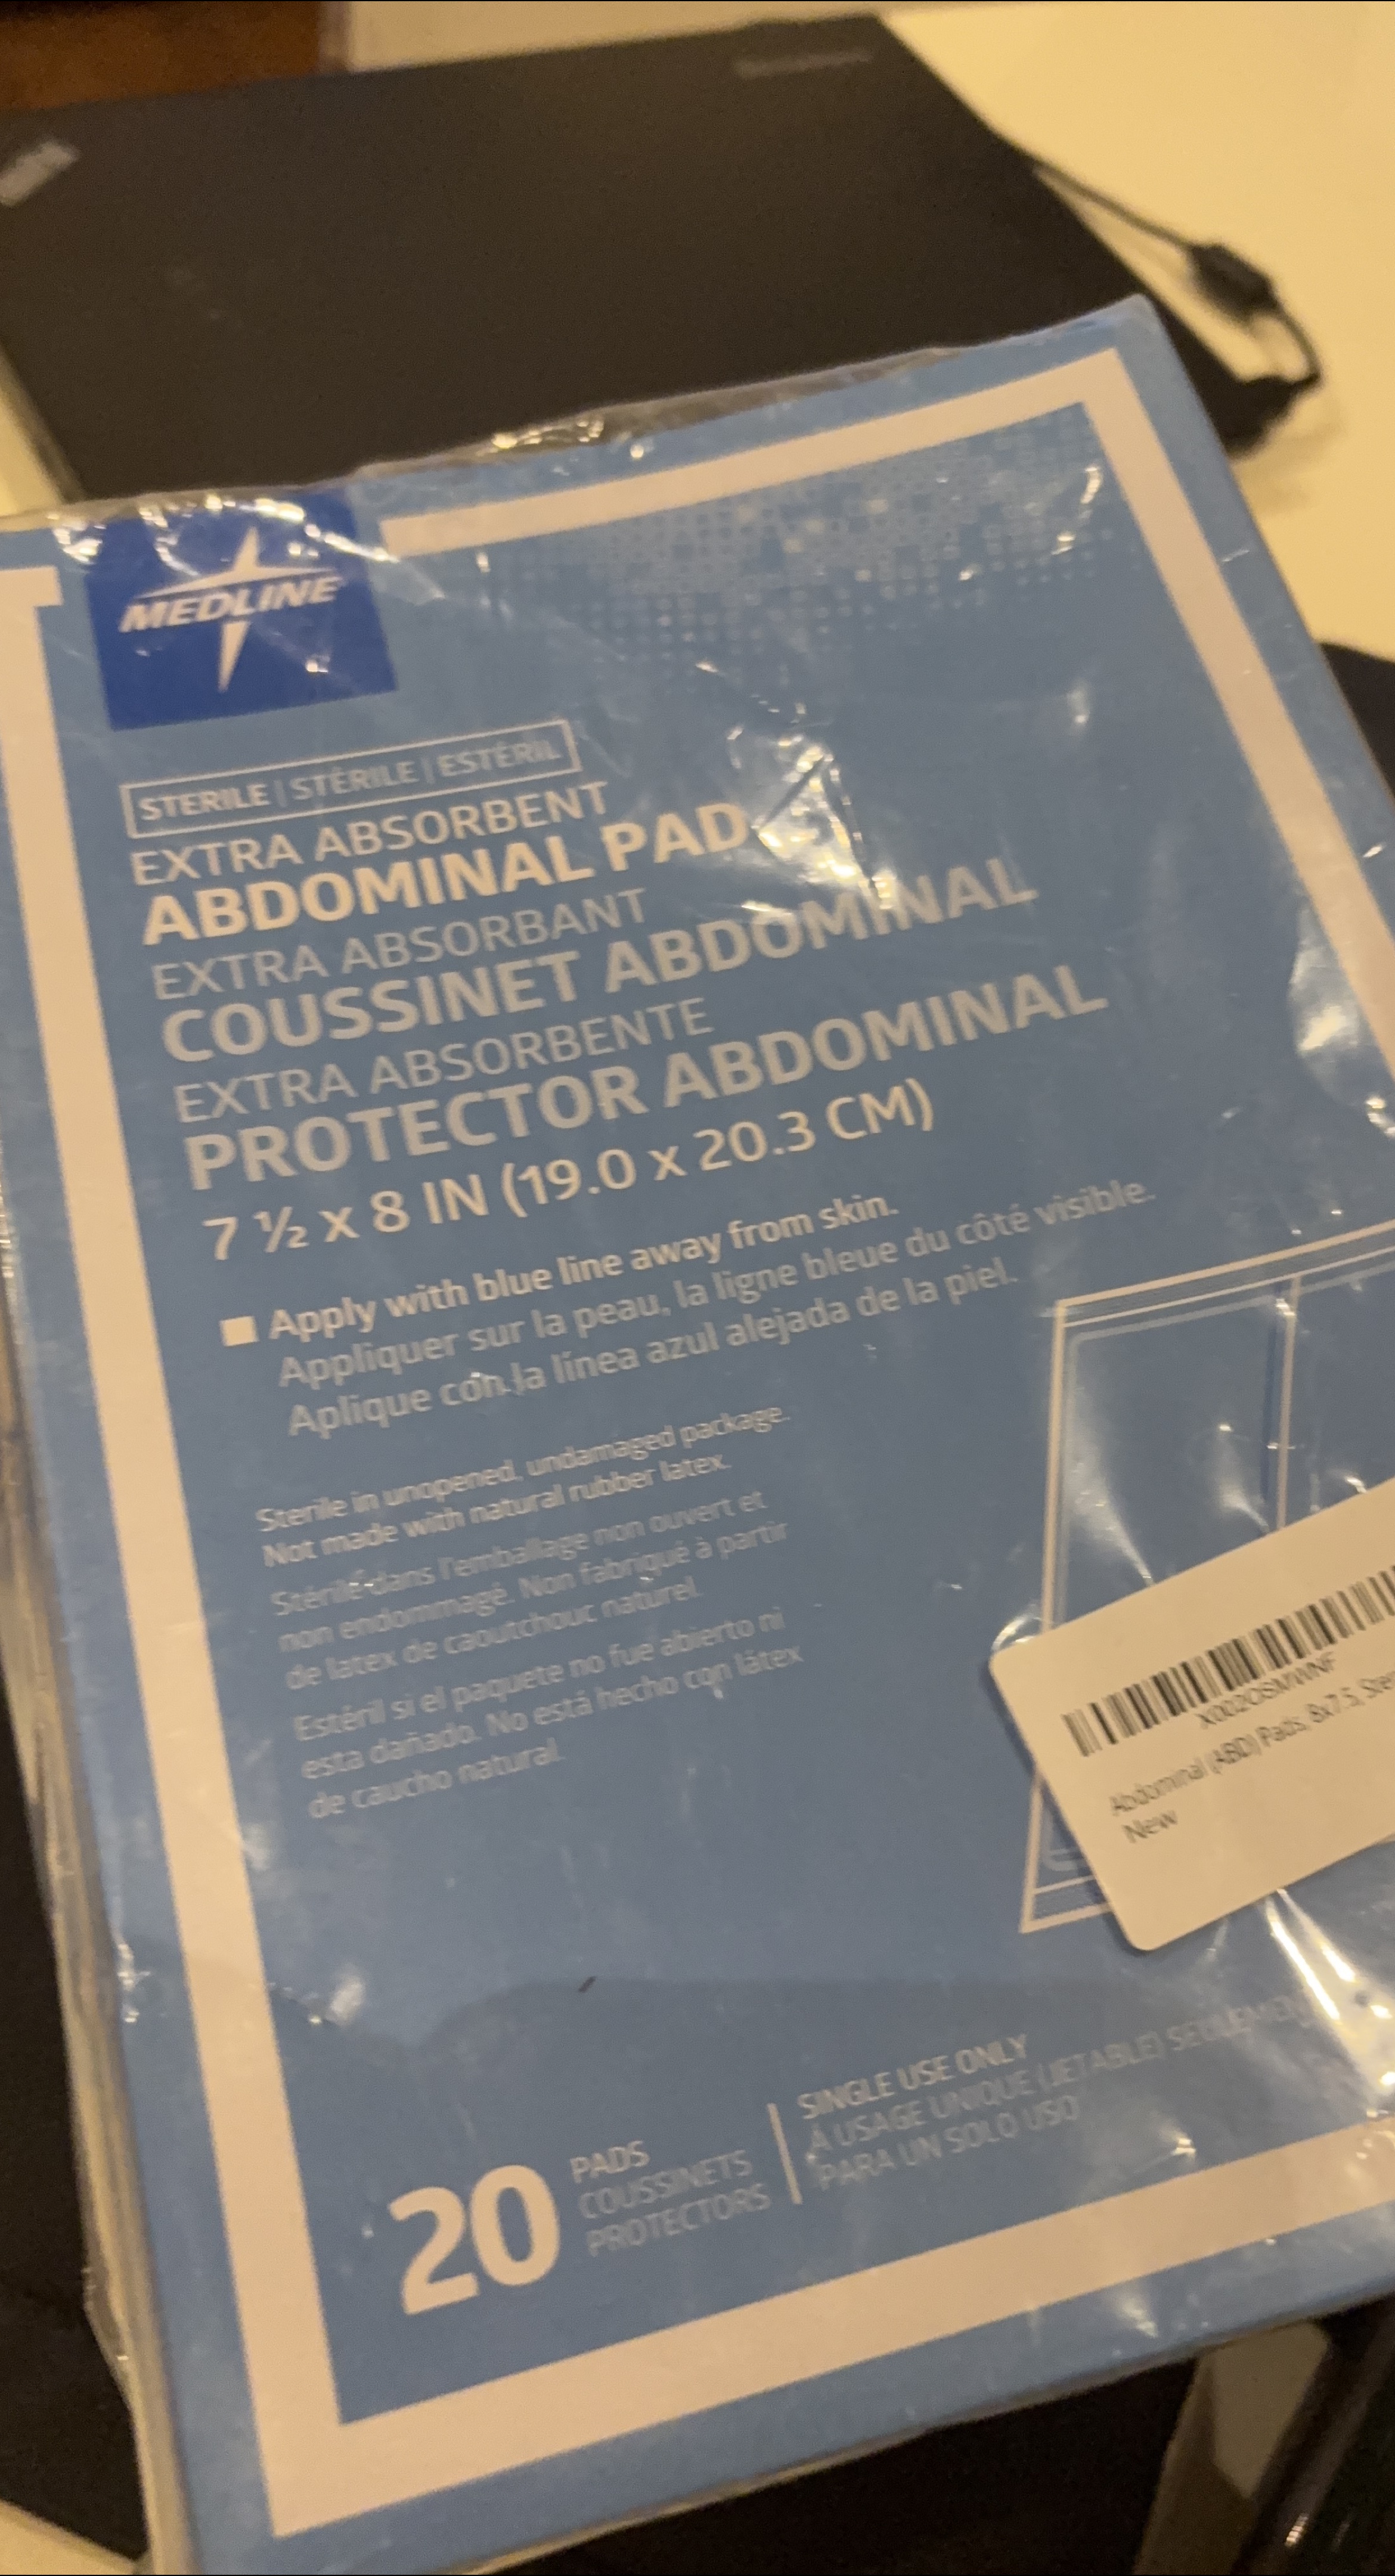 MEDLINE
STERILE | STÉRILE | ESTÉRIL
EXTRA ABSORBENT
ABDOMINAL PAD
EXTRA ABSORBANT
COUSSINET ABDOMINAL
EXTRA ABSORBENTE
PROTECTOR ABDOMINAL
7 ½ x 8 IN (19.0 x 20.3 CM)
■ Apply with blue line away from skin.
Appliquer sur la peau, la ligne bleue du côté visible.
Aplique con la línea azul alejada de la piel.
Sterile in unopened, undamaged package.
Not made with natural rubber latex.
Stérile dans l'emballage non ouvert et
non endommagé. Non fabriqué à partir
de latex de caoutchouc naturel.
Estéril si el paquete no fue abierto ni
esta dañado. No está hecho con látex
de caucho natural.
Abdominal (ABD) Pads, 8x7.5, Ste
New
20
PADS
COUSSINETS
PROTECTORS
SINGLE USE ONLY
À USAGE UNIQUE (JETABLE) SEULEMENT
PARA UN SOLO USO